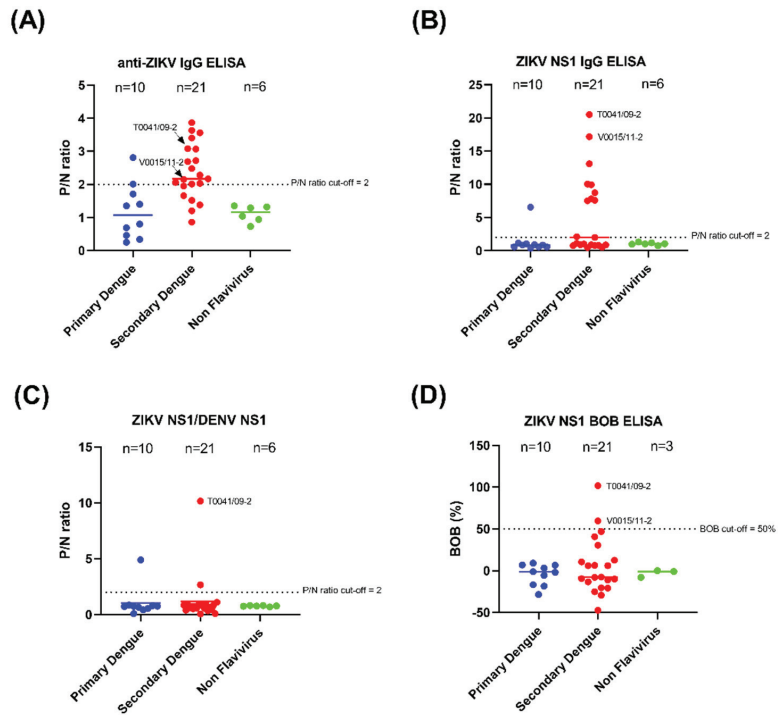 (A)
anti-ZIKV IgG ELISA
n=10 n=21 n=6
P/N ratio
5
4
3
2
1
0
T0041/09-2
V0015/11-2
P/N ratio cut-off = 2
Primary Dengue
Secondary Dengue
Non Flavivirus
(B)
ZIKV NS1 IgG ELISA
n=10 n=21 n=6
P/N ratio
25
20
15
10
5
0
T0041/09-2
V0015/11-2
P/N ratio cut-off = 2
Primary Dengue
Secondary Dengue
Non Flavivirus
(C)
ZIKV NS1/DENV NS1
n=10 n=21 n=6
P/N ratio
15
10
5
0
T0041/09-2
P/N ratio cut-off = 2
Primary Dengue
Secondary Dengue
Non Flavivirus
(D)
ZIKV NS1 BOB ELISA
n=10 n=21 n=3
BOB (%)
150
100
50
0
-50
T0041/09-2
V0015/11-2
BOB cut-off = 50%
Primary Dengue
Secondary Dengue
Non Flavivirus